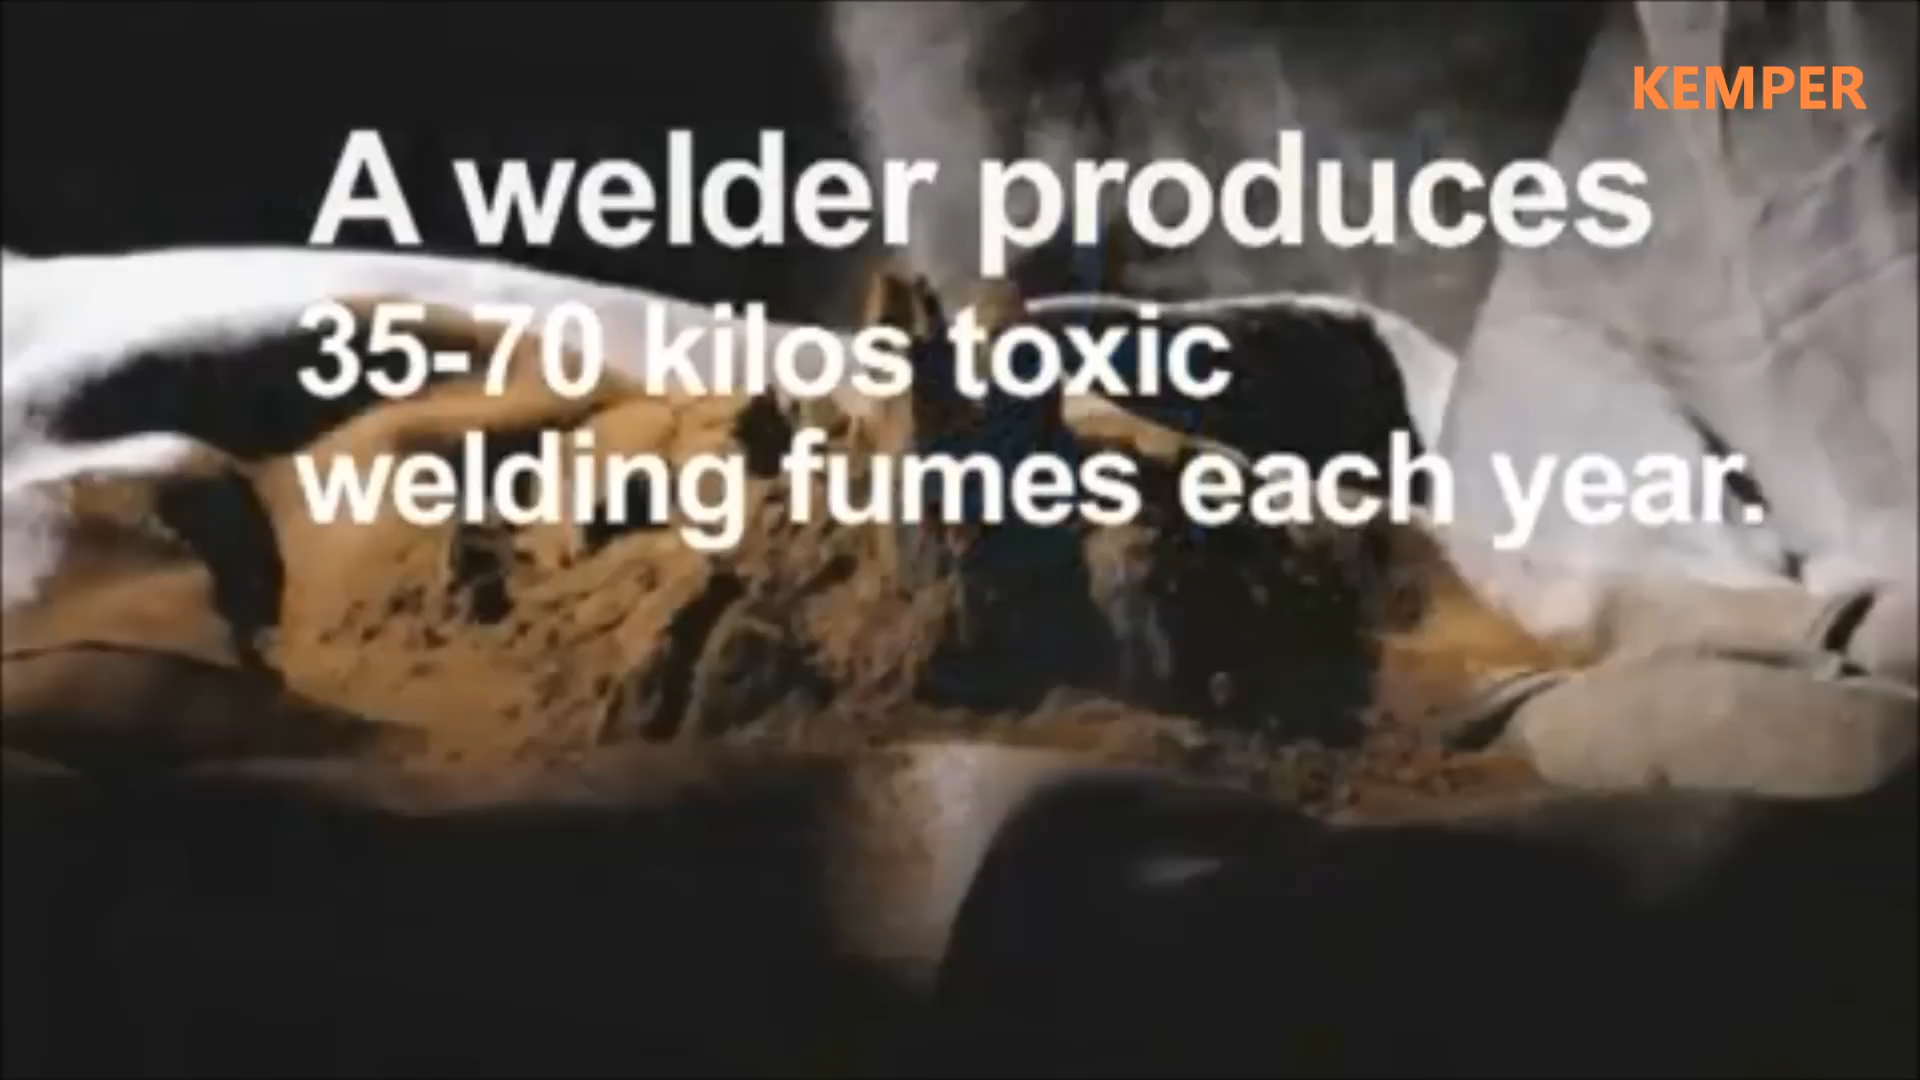 KEMPER
A welder produces
35-70 kilos toxic
welding fumes each year.